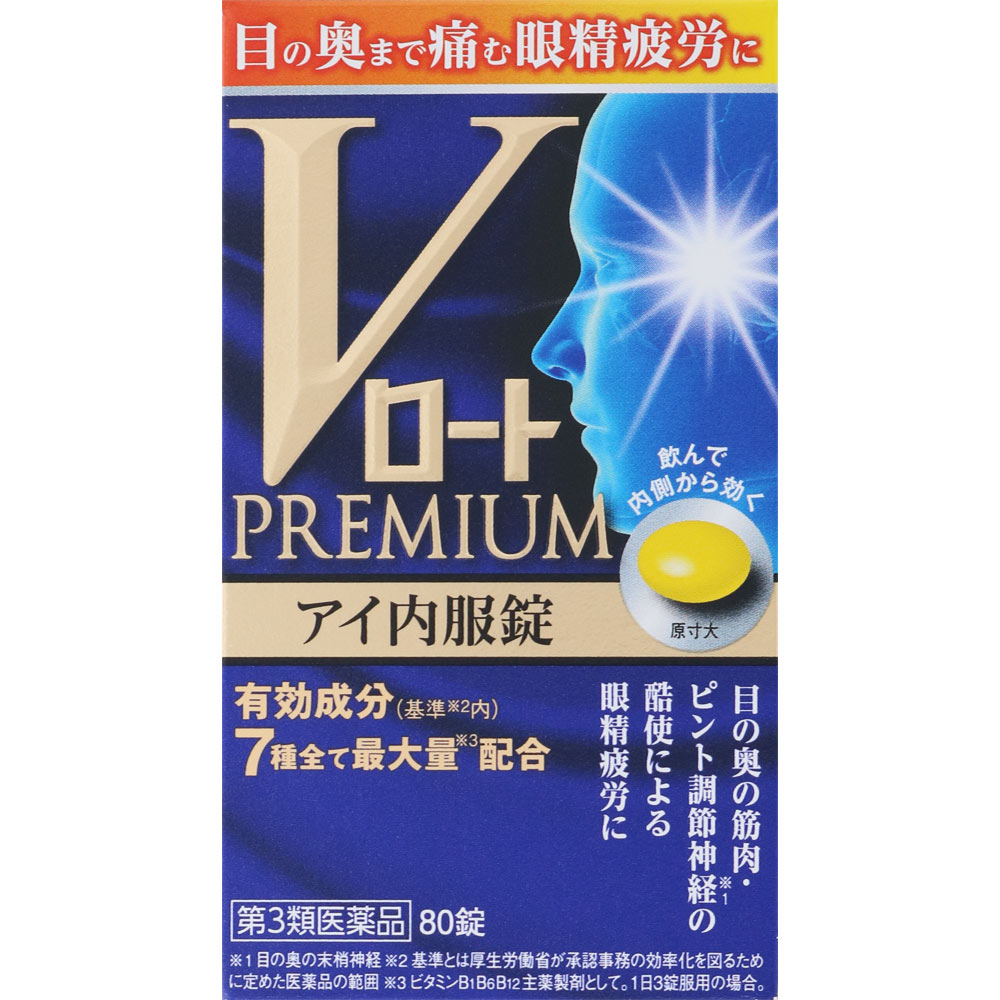 目の奥まで痛む眼精疲労に
V
ロート
PREMIUM
飲んで
内側から効く
原寸大
アイ内服錠
有効成分(基準※2内)
7種全て最大量※3配合
目の奥の筋肉・
ピント調節神経※1の
酷使による
眼精疲労に
第3類医薬品 80錠
※1目の奥の末梢神経 ※2基準とは厚生労働省が承認事務の効率化を図るため
に定めた医薬品の範囲 ※3ビタミンB1B6B12主薬製剤として。1日3錠服用の場合。